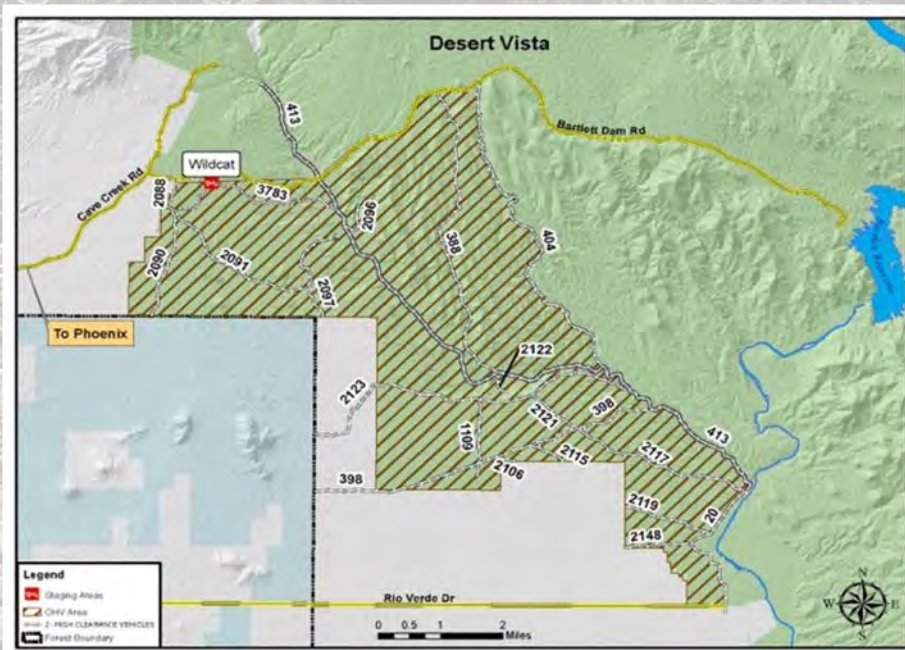 Desert Vista
413
Bartlett Dam Rd
Wildcat
Cave Creek Rd
2088
3783
2096
388
404
2090
2091
2097
To Phoenix
2122
2123
2121
398
413
1109
2115
2117
2106
398
2119
20
2148
Rio Verde Dr
Legend
Staging Areas
OHV Area
2 - HIGH CLEARANCE VEHICLES
Forest Boundary
0 0.5 1 2
Miles
N
W E
S